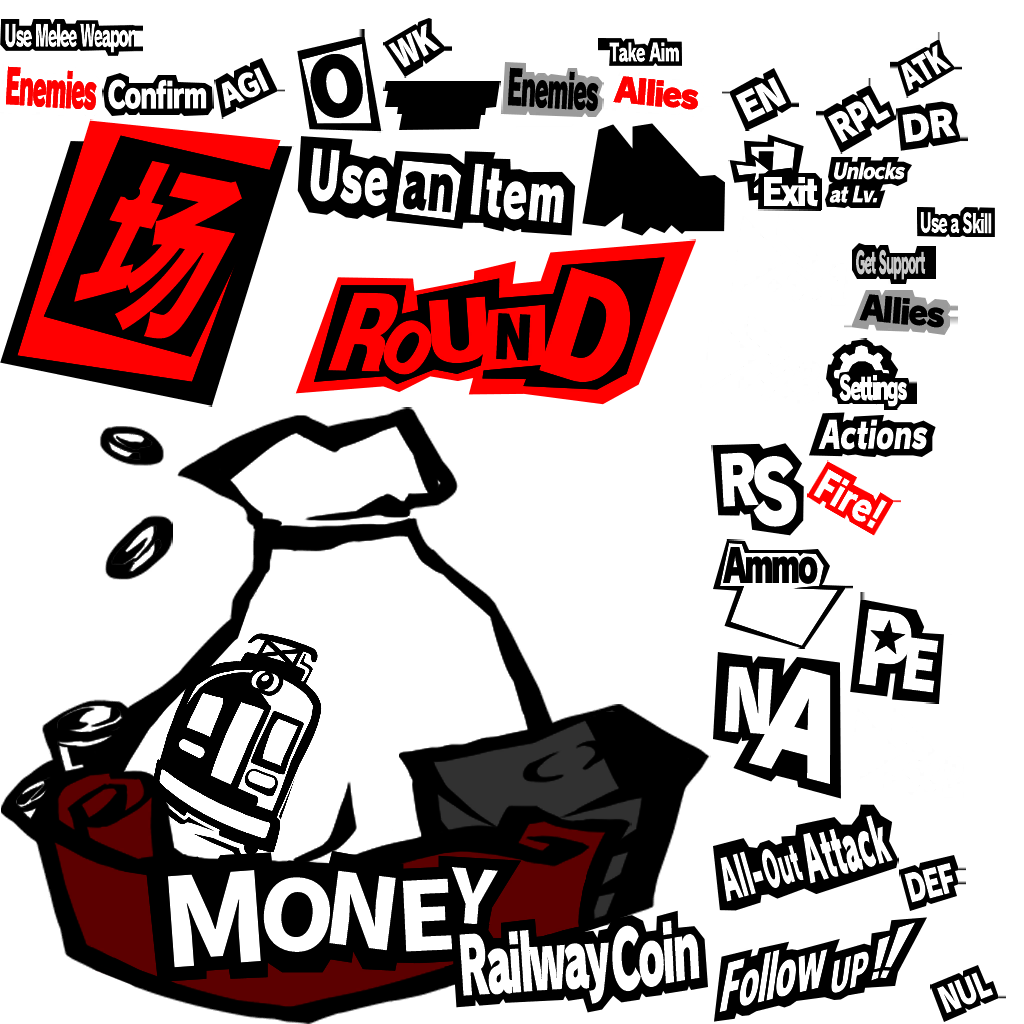 Use Melee Weapon
Enemies
Confirm
AGI
O
WK
Enemies
Take Aim
Allies
EN
RPL
ATK
DR
场
Use an Item
Exit
Unlocks
at Lv.
Use a Skill
Get Support
Allies
ROUND
Settings
Actions
RS
Fire!
Ammo
PE
NA
All-Out Attack
DEF
MONEY
Railway Coin
Follow UP!!
NUL